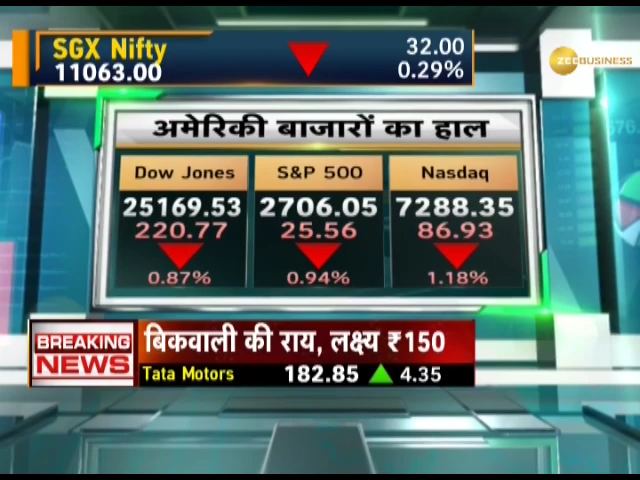 SGX Nifty
11063.00
32.00
0.29%
ZEEBUSINESS
अमेरिकी बाजारों का हाल
Dow Jones
25169.53
220.77
0.87%
S&P 500
2706.05
25.56
0.94%
Nasdaq
7288.35
86.93
1.18%
BREAKING
NEWS
बिकवाली की राय, लक्ष्य ₹150
Tata Motors 182.85 4.35